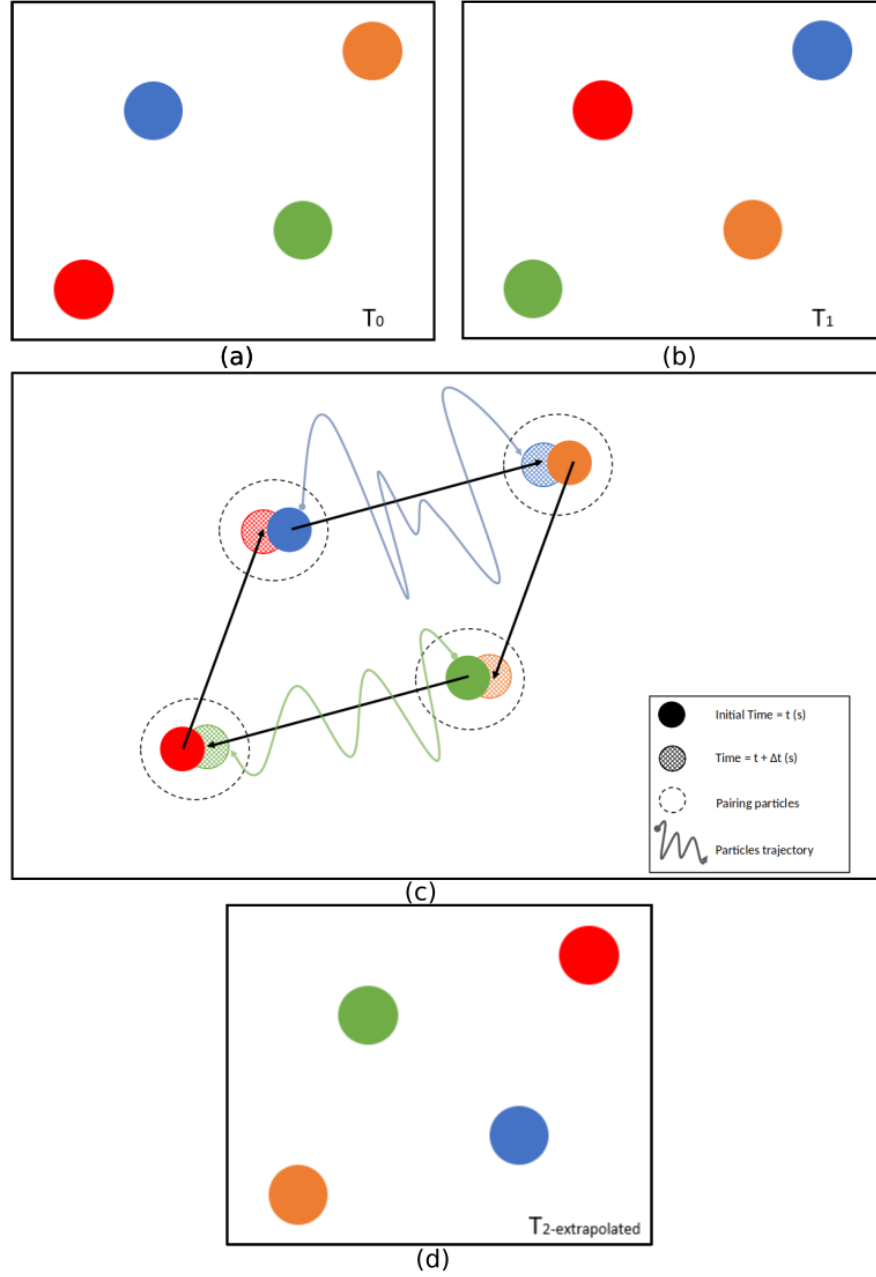 T0
T1
(a)
(b)
Initial Time = t (s)
Time = t + Δt (s)
Pairing particles
Particles trajectory
(c)
T2-extrapolated
(d)